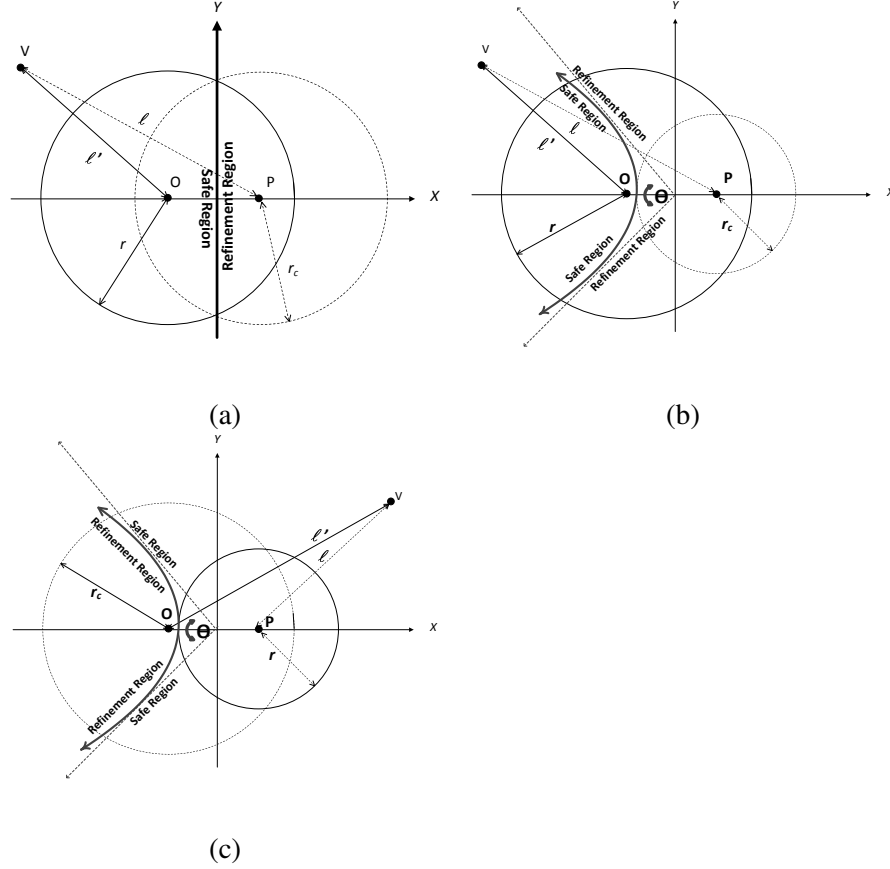 Y
V
ℓ
ℓ'
O
P
X
Safe Region
Refinement Region
r
r_c
(a)
Y
V
Refinement Region
Safe Region
ℓ
ℓ'
O
P
X
Θ
r
r_c
Safe Region
Refinement Region
(b)
Y
V
Safe Region
Refinement Region
ℓ'
ℓ
r_c
O
P
X
Θ
r
Refinement Region
Safe Region
(c)